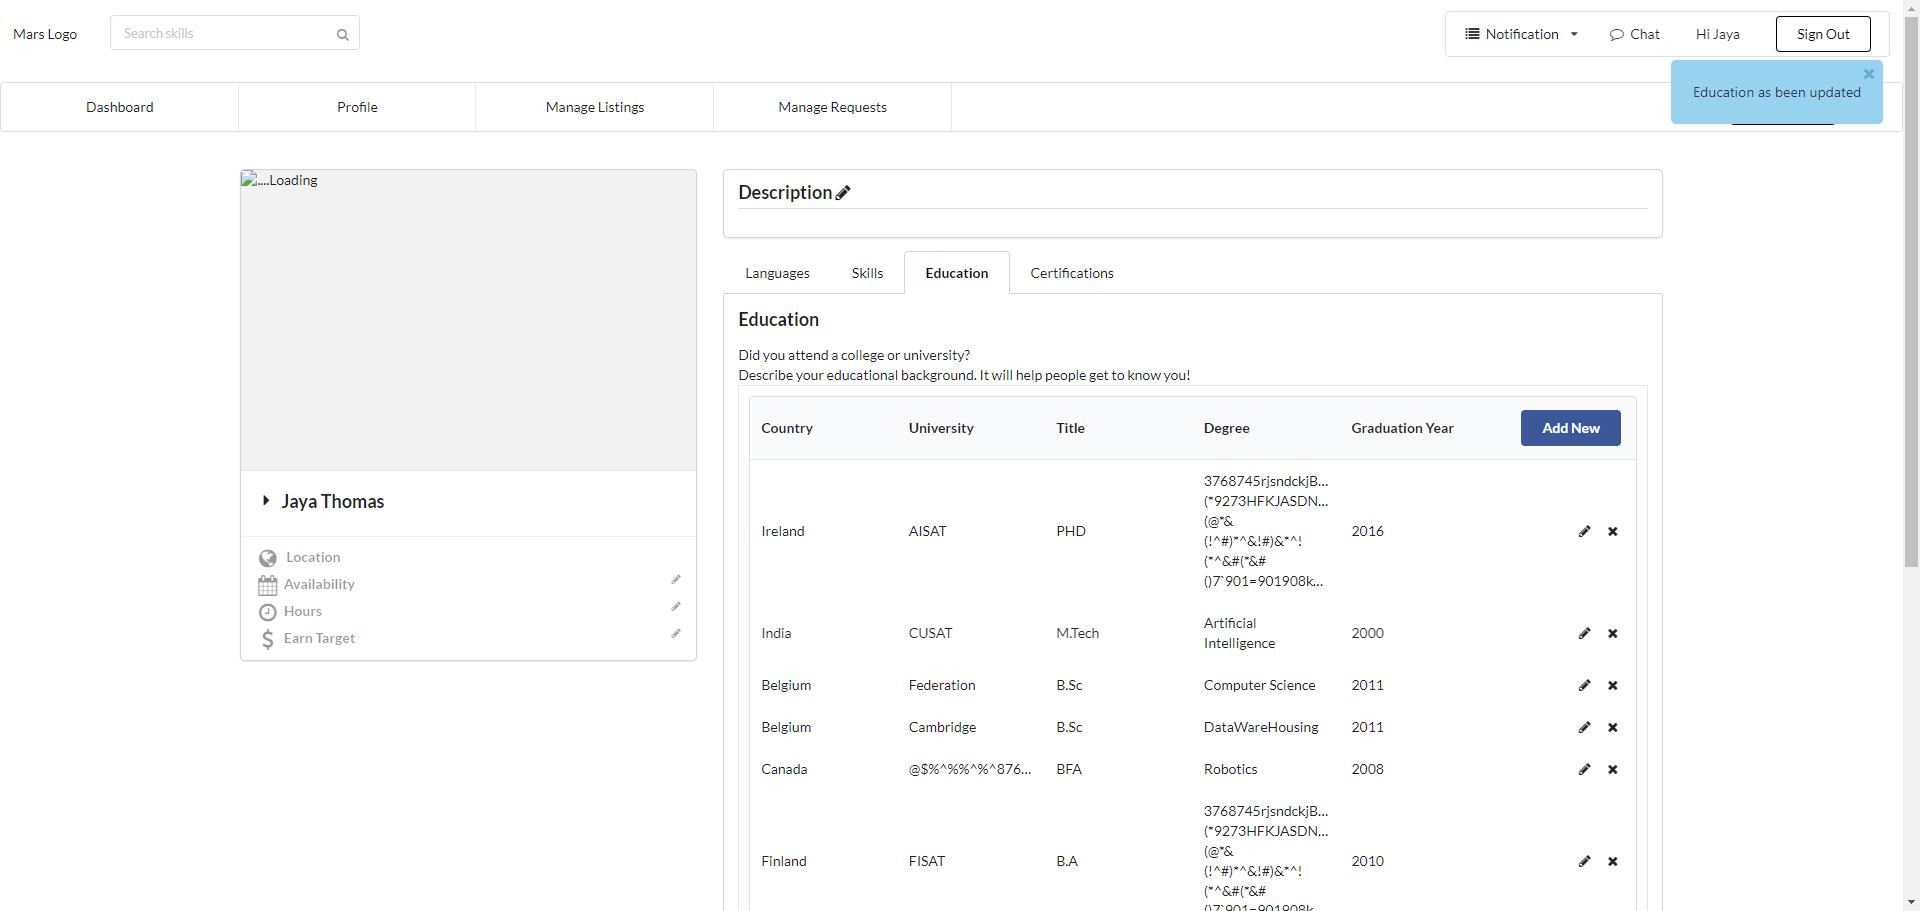 Mars Logo
Search skills
Notification
Chat
Hi Jaya
Sign Out
Education as been updated
Dashboard
Profile
Manage Listings
Manage Requests
....Loading
Jaya Thomas
Location
Availability
Hours
Earn Target
Description
Languages
Skills
Education
Certifications
Education
Did you attend a college or university?
Describe your educational background. It will help people get to know you!
Country University Title Degree Graduation Year Add New
Ireland AISAT PHD 3768745rjsndckjB... 2016
(*9273HFKJASDN...
(@*&
(!^#)*^&!#)&*^!
(*^&#(*&#
()7`901=901908k...
India CUSAT M.Tech Artificial 2000
Intelligence
Belgium Federation B.Sc Computer Science 2011
Belgium Cambridge B.Sc DataWareHousing 2011
Canada @$%^%%^%^876... BFA Robotics 2008
Finland FISAT B.A 3768745rjsndckjB... 2010
(*9273HFKJASDN...
(@*&
(!^#)*^&!#)&*^!
(*^&#(*&#